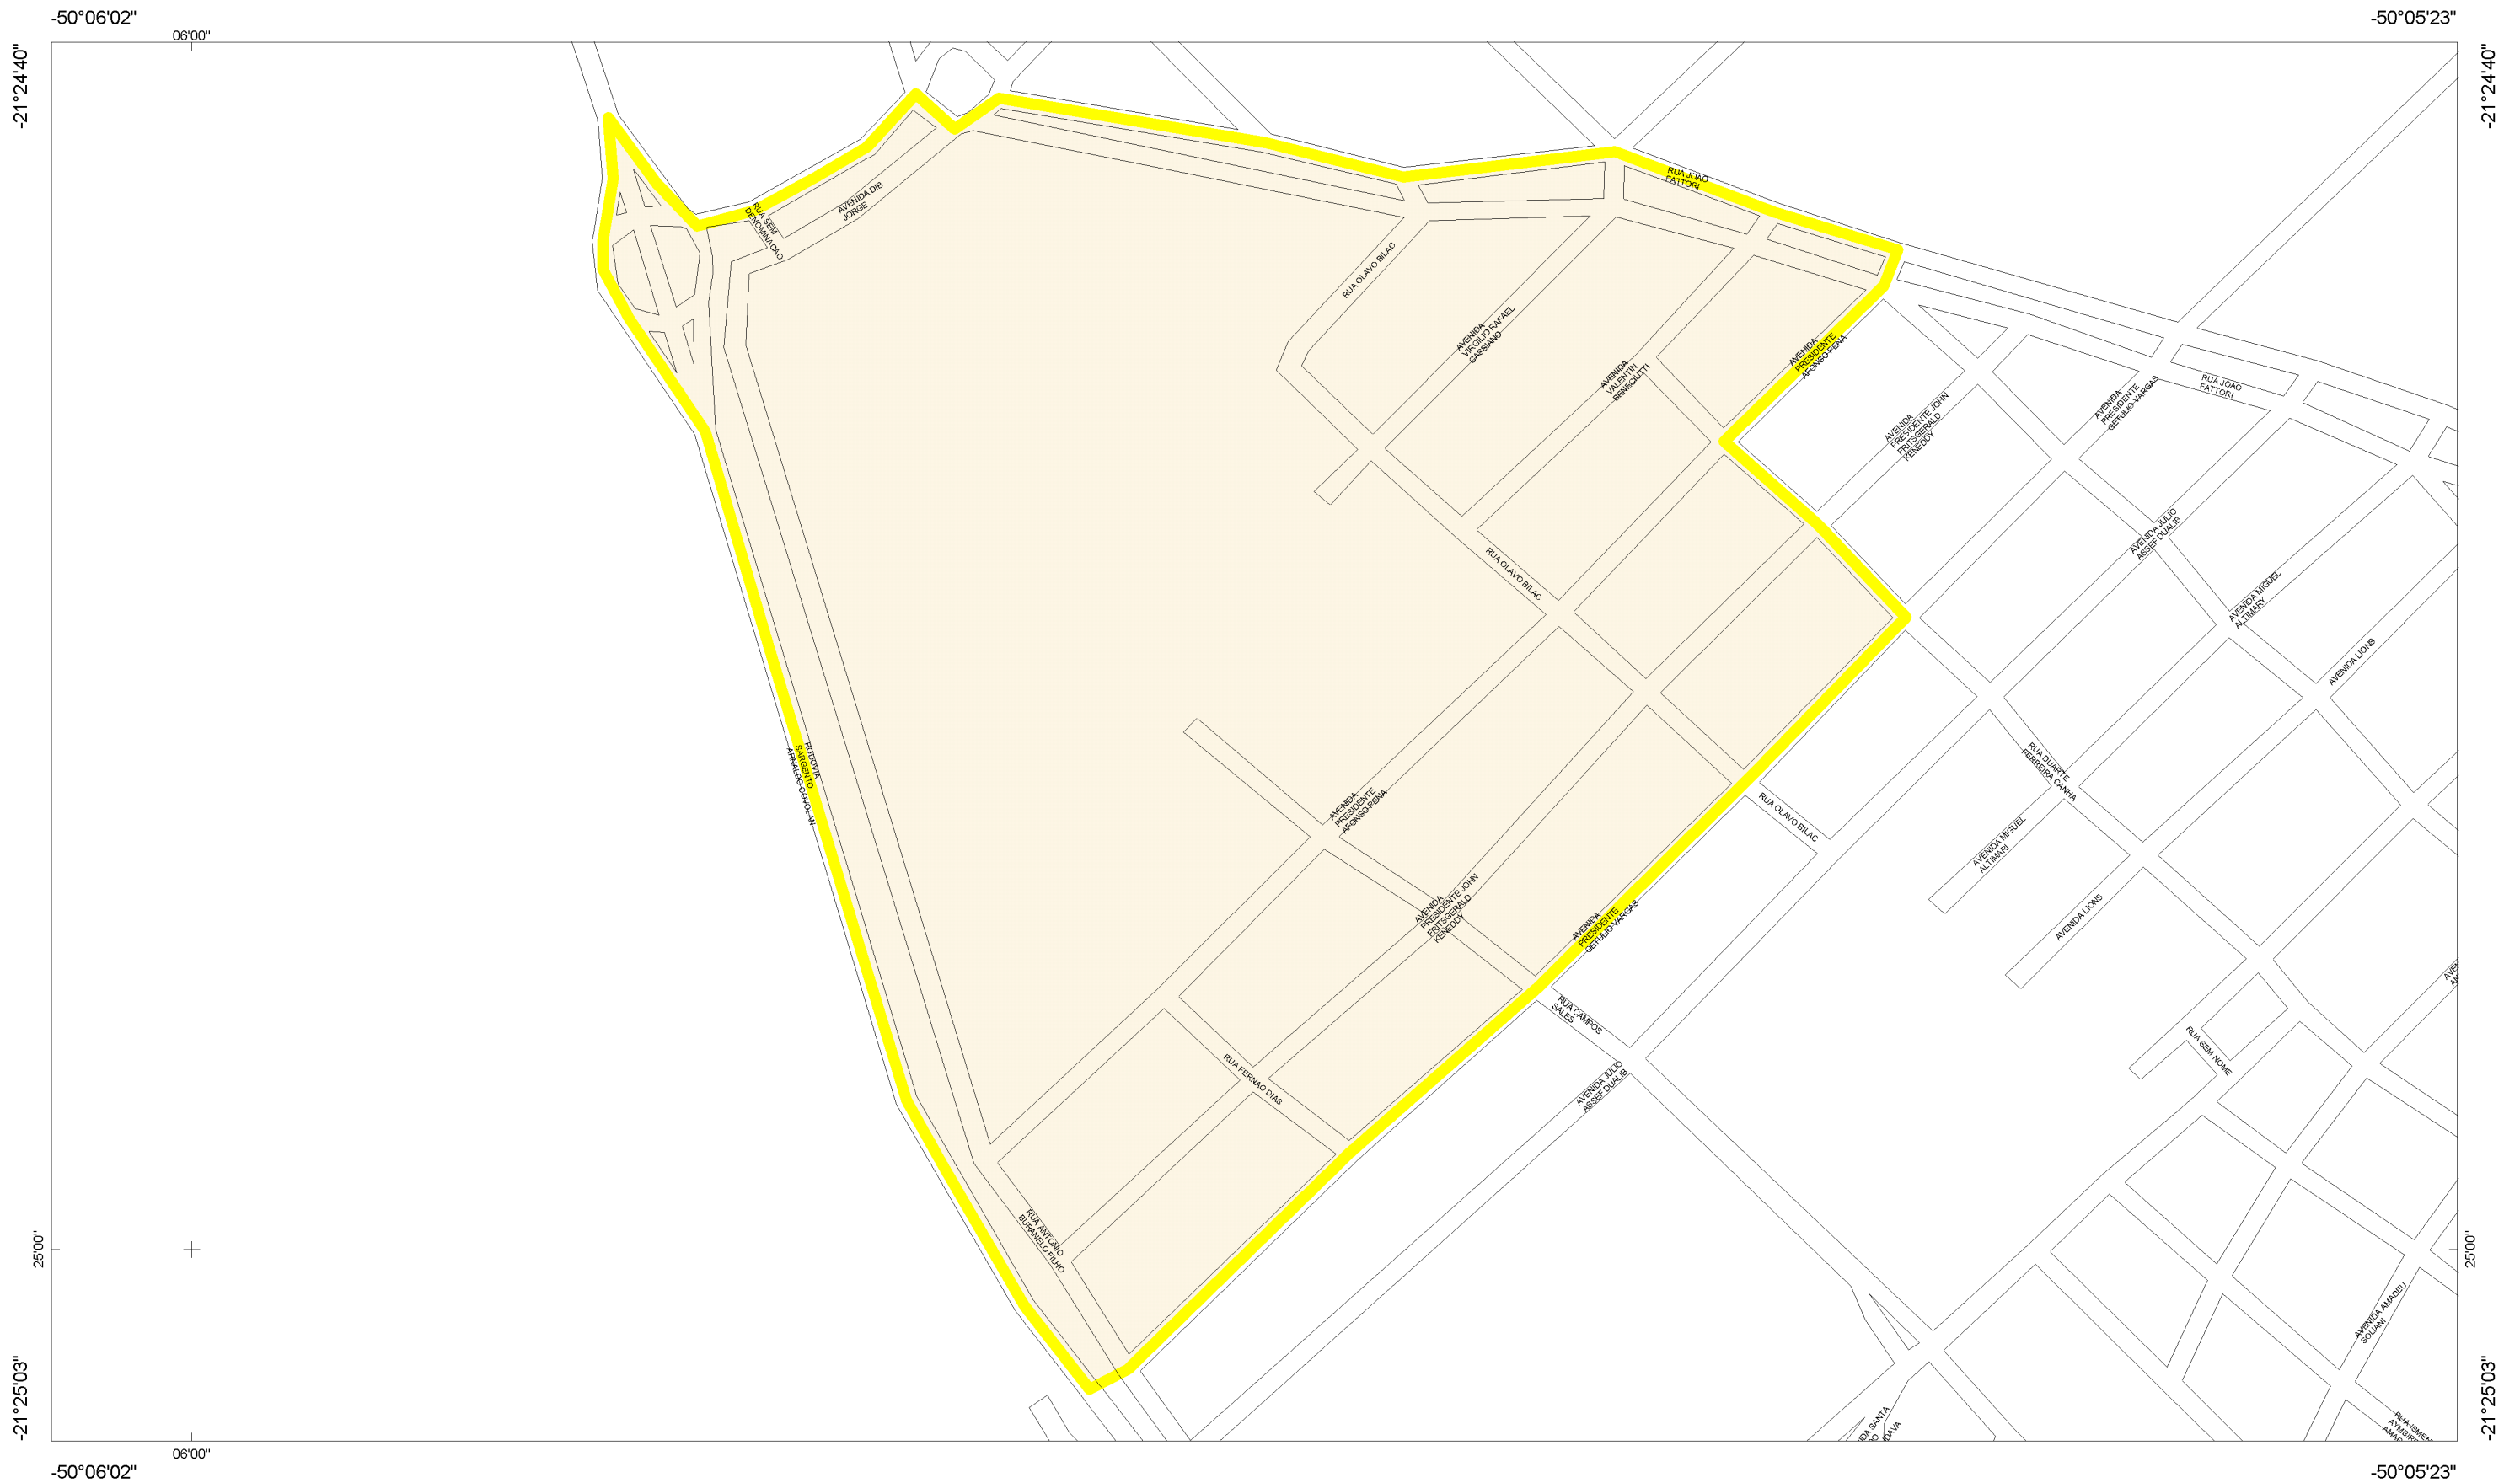 -50°06'02"
-50°05'23"
06'00"
-21°24'40"
-21°24'40"
RUA JOAO
FATTORI
AVENIDA DIB
JORGE
RUA SEM
DENOMINACAO
RUA OLAVO BILAC
AVENIDA
VIRGILIO RAFAEL
CASSIANO
AVENIDA
VALENTIN
BENECIUTTI
AVENIDA
PRESIDENTE
AFONSO PENA
RUA JOAO
FATTORI
AVENIDA
PRESIDENTE
GETULIO VARGAS
AVENIDA
PRESIDENTE JOHN
FRITSGERALD
KENEDDY
AVENIDA JULIO
ASSEF DUALIB
RUA OLAVO BILAC
AVENIDA MIGUEL
ALTIMARY
AVENIDA LIONS
RODOVIA
SARGENTO
ARNALDO COVOLAN
RUA DUARTE
FERREIRA CANHA
AVENIDA
PRESIDENTE
AFONSO PENA
RUA OLAVO BILAC
AVENIDA MIGUEL
ALTIMARI
AVENIDA
PRESIDENTE JOHN
FRITSGERALD
KENEDDY
AVENIDA
PRESIDENTE
GETULIO VARGAS
AVENIDA LIONS
RUA CAMPOS
SALES
RUA SEM NOME
RUA FERNAO DIAS
AVENIDA JULIO
ASSEF DUALIB
RUA ANTONIO
BURANELO FILHO
25'00"
25'00"
AVENIDA AMADEU
SOLIANI
-21°25'03"
-21°25'03"
06'00"
-50°06'02"
-50°05'23"